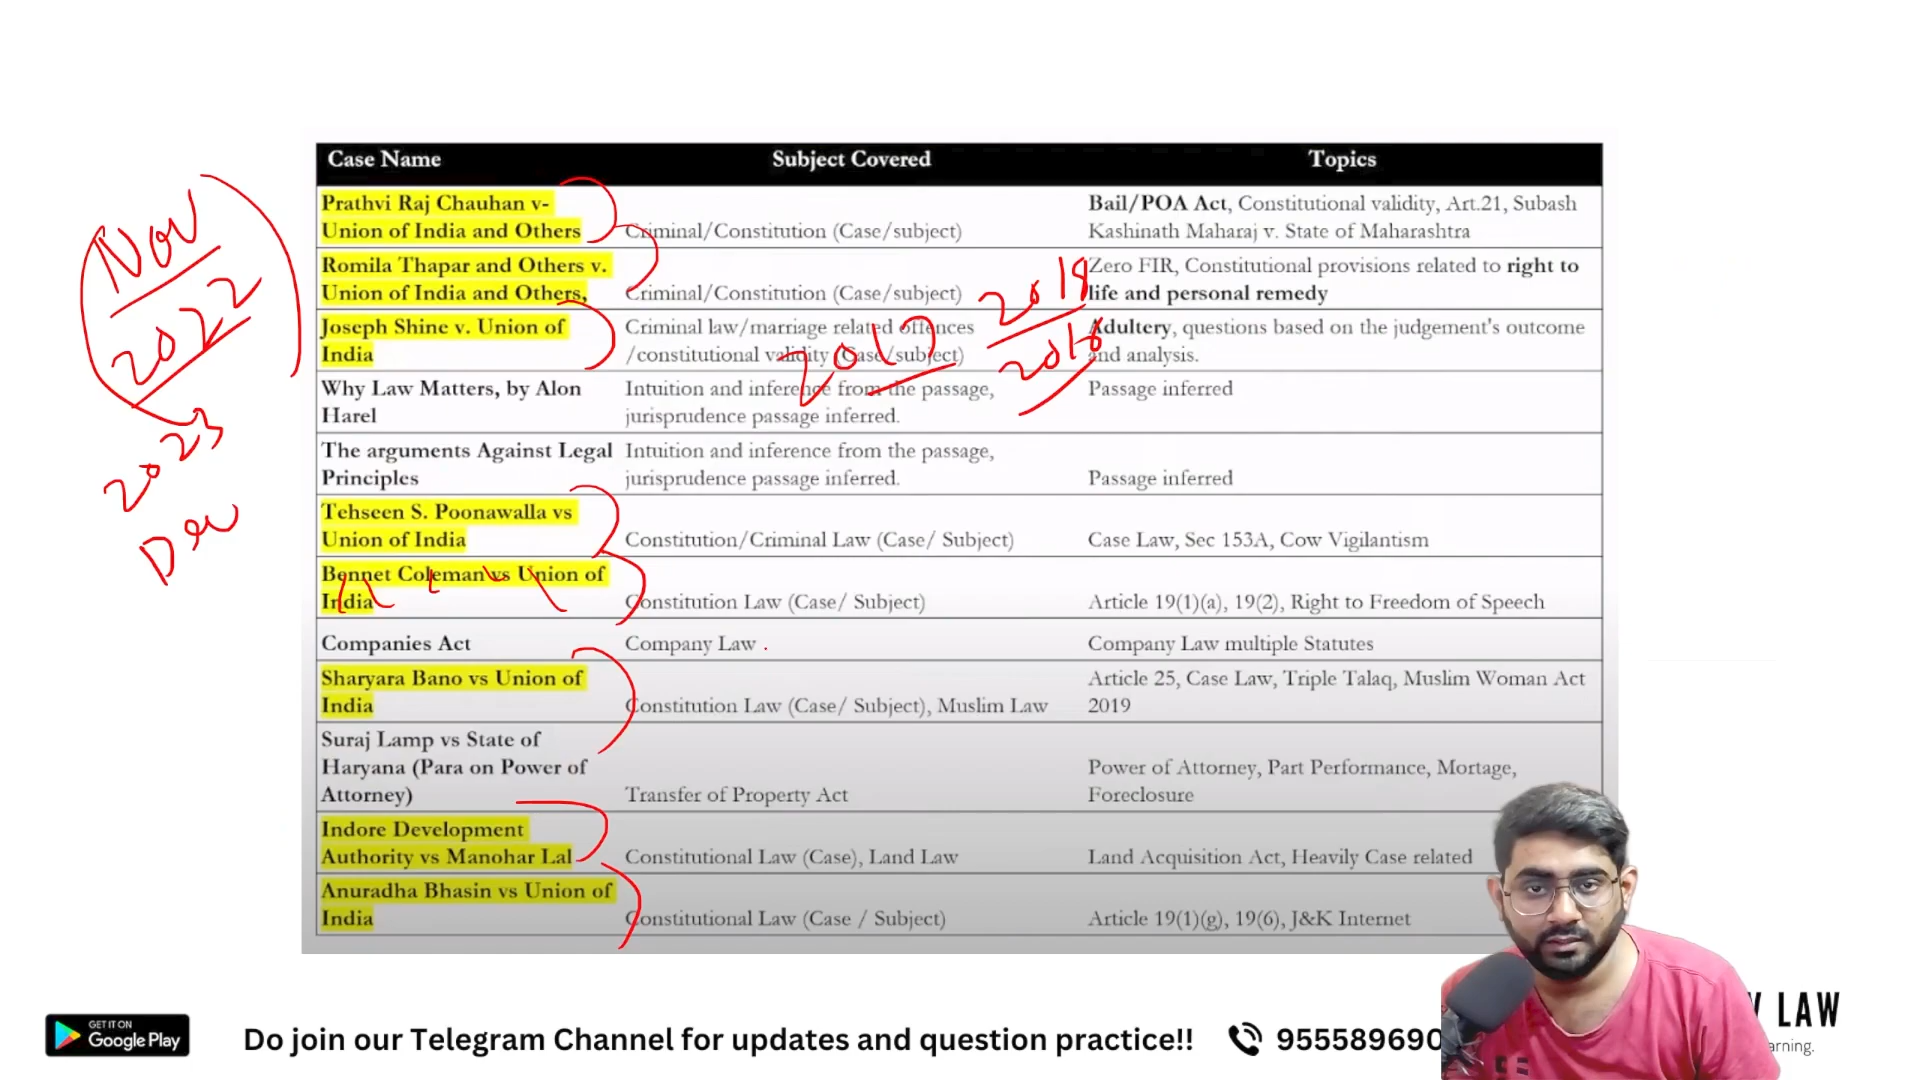 Case Name Subject Covered Topics
Prathvi Raj Chauhan v- Bail/POA Act, Constitutional validity, Art.21, Subash
Union of India and Others Criminal/Constitution (Case/subject) Kashinath Maharaj v. State of Maharashtra
Romila Thapar and Others v. Zero FIR, Constitutional provisions related to right to
Union of India and Others, Criminal/Constitution (Case/subject) life and personal remedy
Joseph Shine v. Union of Criminal law/marriage related offences Adultery, questions based on the judgement's outcome
India /constitutional validity (Case/subject) and analysis.
Why Law Matters, by Alon Intuition and inference from the passage, Passage inferred
Harel jurisprudence passage inferred.
The arguments Against Legal Intuition and inference from the passage,
Principles jurisprudence passage inferred. Passage inferred
Tehseen S. Poonawalla vs
Union of India Constitution/Criminal Law (Case/ Subject) Case Law, Sec 153A, Cow Vigilantism
Bennet Coleman vs Union of
India Constitution Law (Case/ Subject) Article 19(1)(a), 19(2), Right to Freedom of Speech
Companies Act Company Law Company Law multiple Statutes
Sharyara Bano vs Union of Article 25, Case Law, Triple Talaq, Muslim Woman Act
India Constitution Law (Case/ Subject), Muslim Law 2019
Suraj Lamp vs State of
Haryana (Para on Power of Power of Attorney, Part Performance, Mortage,
Attorney) Transfer of Property Act Foreclosure
Indore Development
Authority vs Manohar Lal Constitutional Law (Case), Land Law Land Acquisition Act, Heavily Case related
Anuradha Bhasin vs Union of
India Constitutional Law (Case / Subject) Article 19(1)(g), 19(6), J&K Internet
Nov
2022
2023
Dec
2018
2017
2018
GET IT ON
Google Play
Do join our Telegram Channel for updates and question practice!! 955589690
LAW
arning.